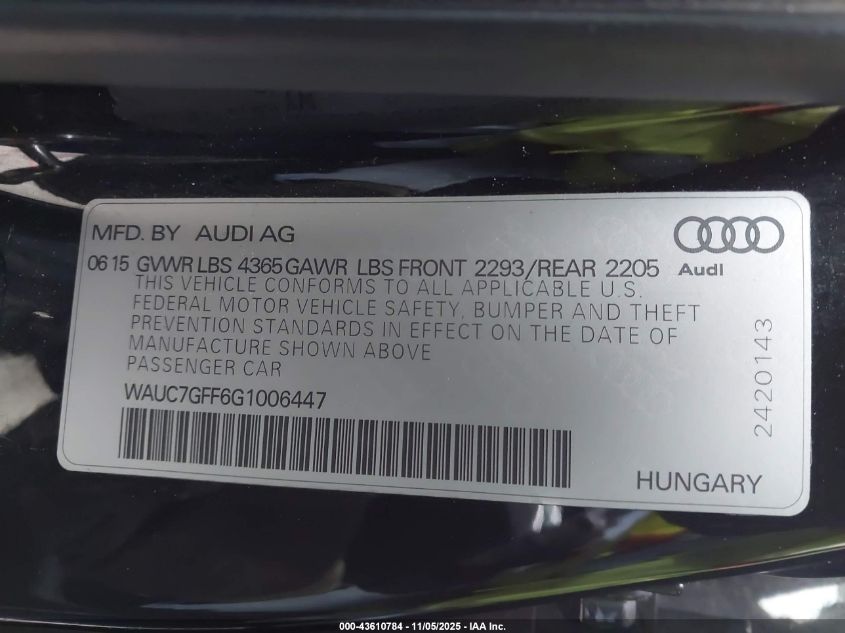 MFD. BY AUDI AG
06 15 GVWR LBS 4365 GAWR LBS FRONT 2293/REAR 2205
Audi
THIS VEHICLE CONFORMS TO ALL APPLICABLE U.S.
FEDERAL MOTOR VEHICLE SAFETY, BUMPER AND THEFT
PREVENTION STANDARDS IN EFFECT ON THE DATE OF
MANUFACTURE SHOWN ABOVE
PASSENGER CAR
WAUC7GFF6G1006447
2420143
HUNGARY
000-43610784 - 11/05/2025 - IAA Inc.